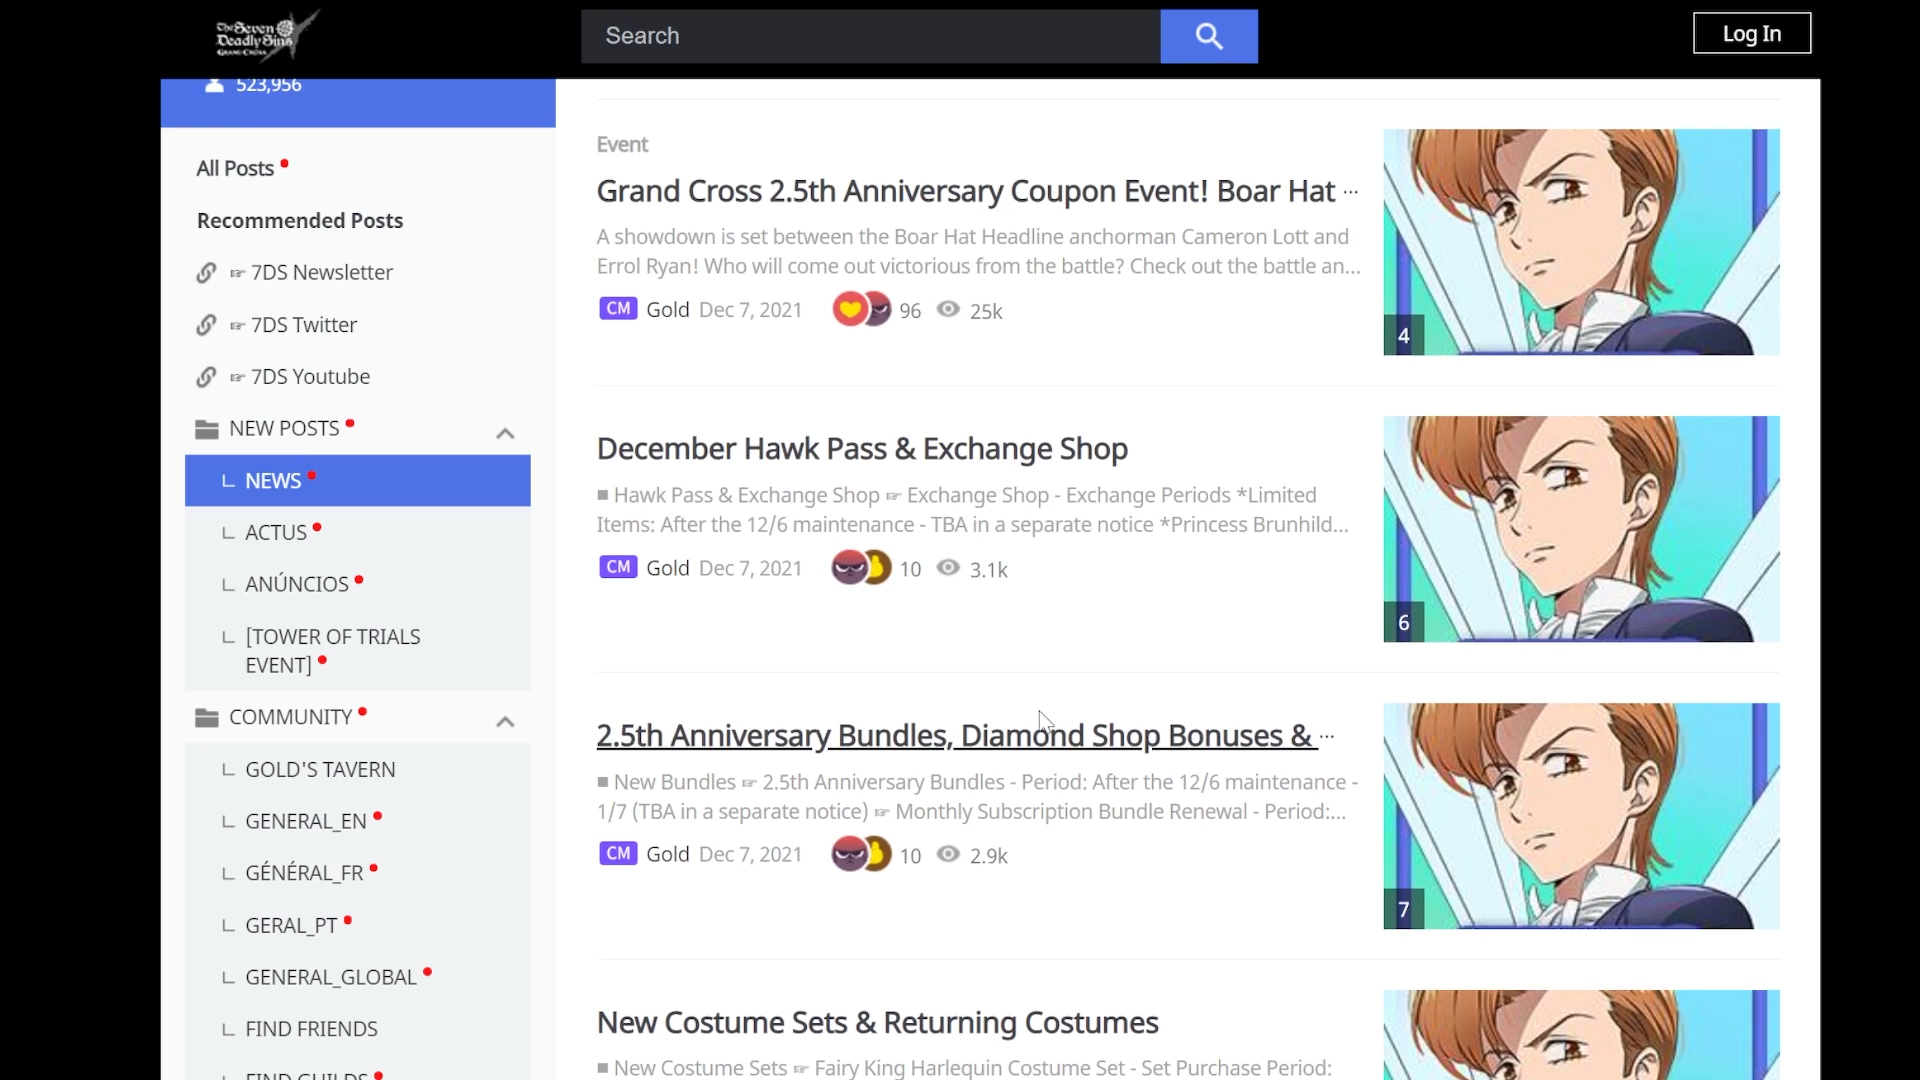 The Seven
Deadly Sins
GRAND CROSS
Search
Log In
523,956
All Posts
Recommended Posts
☞ 7DS Newsletter
☞ 7DS Twitter
☞ 7DS Youtube
NEW POSTS
NEWS
ACTUS
ANÚNCIOS
[TOWER OF TRIALS
EVENT]
COMMUNITY
GOLD'S TAVERN
GENERAL_EN
GÉNÉRAL_FR
GERAL_PT
GENERAL_GLOBAL
FIND FRIENDS
FIND GUILDS
Event
Grand Cross 2.5th Anniversary Coupon Event! Boar Hat ...
A showdown is set between the Boar Hat Headline anchorman Cameron Lott and
Errol Ryan! Who will come out victorious from the battle? Check out the battle an...
CM Gold Dec 7, 2021 96 25k
4
December Hawk Pass & Exchange Shop
■ Hawk Pass & Exchange Shop ☞ Exchange Shop - Exchange Periods *Limited
Items: After the 12/6 maintenance - TBA in a separate notice *Princess Brunhild...
CM Gold Dec 7, 2021 10 3.1k
6
2.5th Anniversary Bundles, Diamond Shop Bonuses & ...
■ New Bundles ☞ 2.5th Anniversary Bundles - Period: After the 12/6 maintenance -
1/7 (TBA in a separate notice) ☞ Monthly Subscription Bundle Renewal - Period:...
CM Gold Dec 7, 2021 10 2.9k
7
New Costume Sets & Returning Costumes
■ New Costume Sets ☞ Fairy King Harlequin Costume Set - Set Purchase Period: